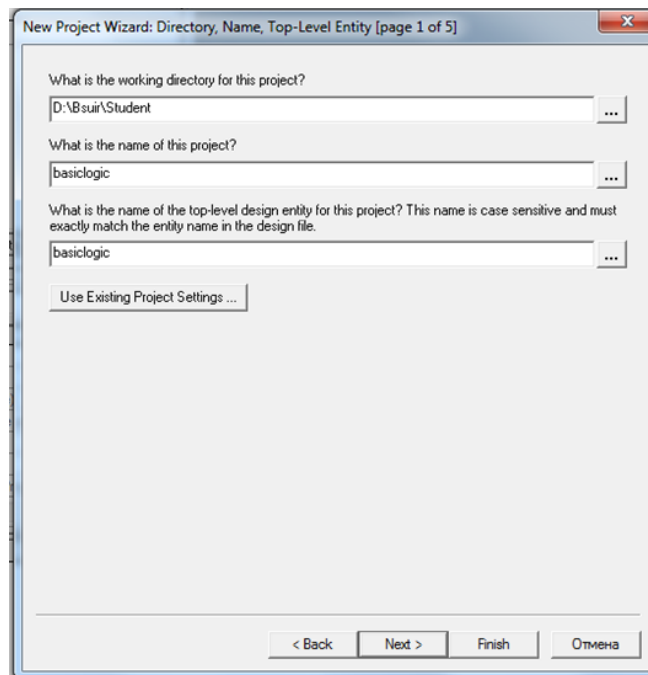 New Project Wizard: Directory, Name, Top-Level Entity [page 1 of 5]
What is the working directory for this project?
D:\Bsuir\Student
...
What is the name of this project?
basiclogic
...
What is the name of the top-level design entity for this project? This name is case sensitive and must
exactly match the entity name in the design file.
basiclogic
...
Use Existing Project Settings ...
< Back
Next >
Finish
Отмена